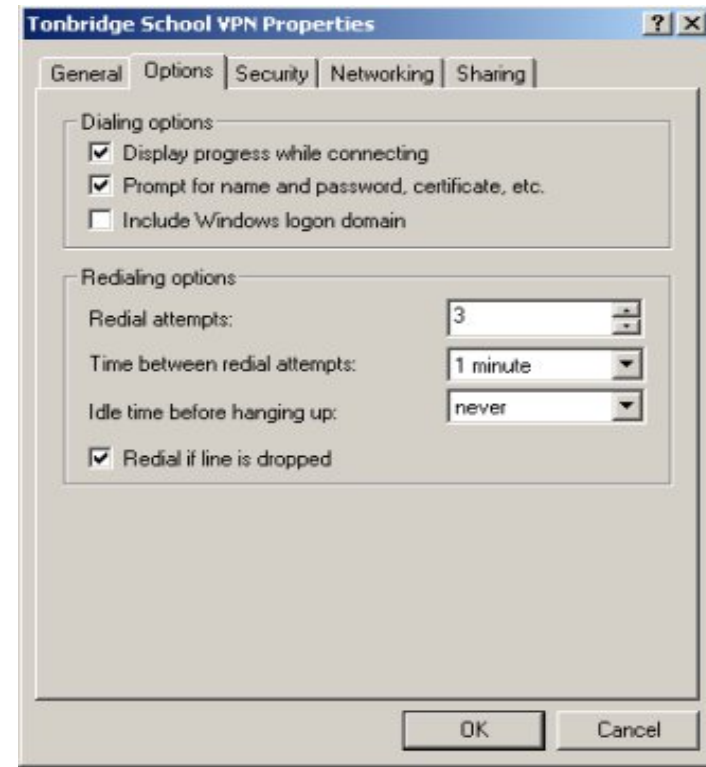 Tonbridge School VPN Properties
General Options Security Networking Sharing
Dialing options
Display progress while connecting
Prompt for name and password, certificate, etc.
Include Windows logon domain
Redialing options
Redial attempts: 3
Time between redial attempts: 1 minute
Idle time before hanging up: never
Redial if line is dropped
OK Cancel